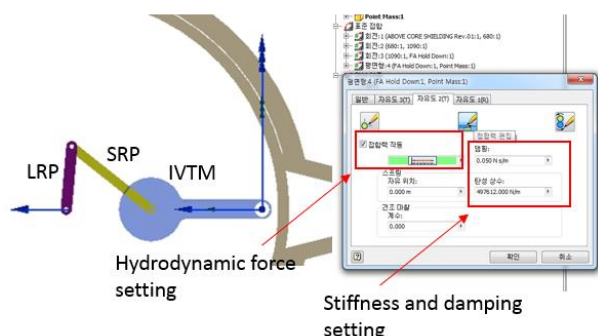 LRP
SRP
IVTM
Hydrodynamic force
setting
Stiffness and damping
setting
Point Mass:1
표준 접합
회전:1 (ABOVE CORE SHIELDING Rev.01:1, 680:1)
회전:2 (680:1, 1090:1)
회전:3 (1090:1, FA Hold Down:1)
평면형:4 (FA Hold Down:1, Point Mass:1)
평면형:4 (FA Hold Down:1, Point Mass:1)
일반
자유도 3(T)
자유도 2(T)
자유도 1(R)
접합력 편집
접합력 작동
댐핑:
0.050 N s/m
스프링
자유 위치:
0.000 m
탄성 상수:
497612.000 N/m
건조 마찰
계수:
0.000
확인
취소